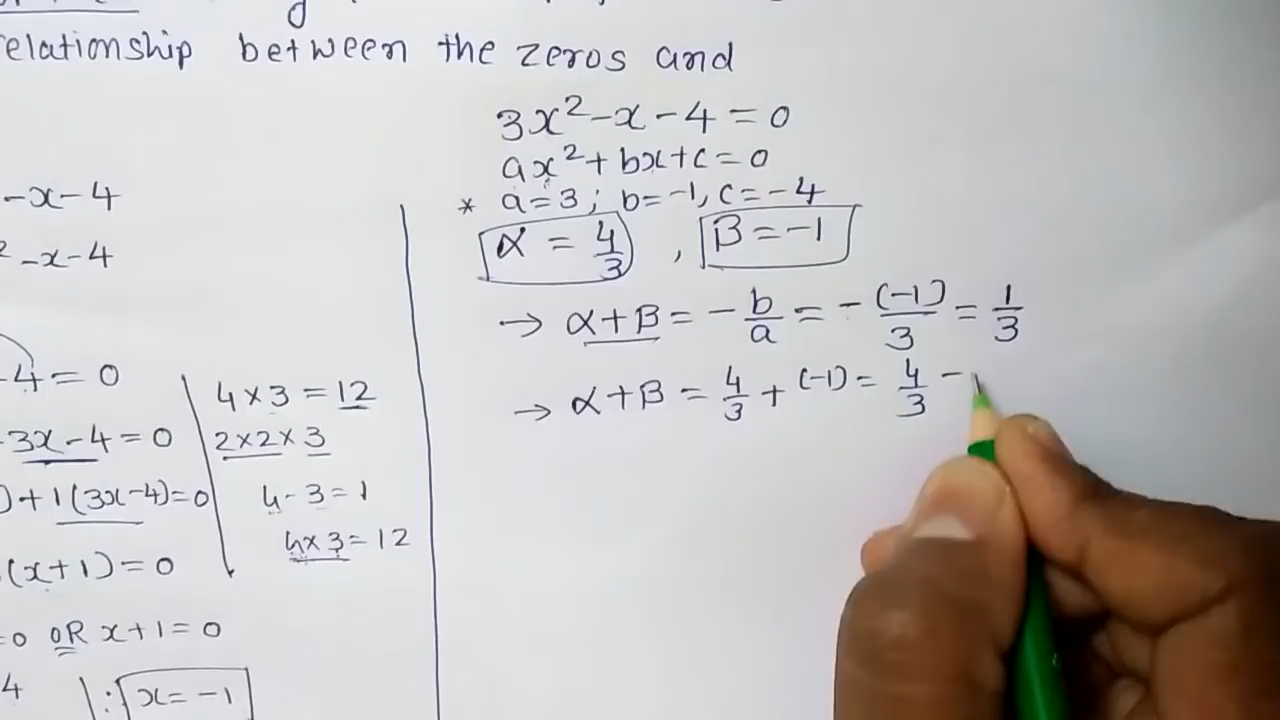 relationship between the zeros and
3x²-x-4=0
ax²+bx+c=0
* a=3; b=-1, c=-4
α = 4/3, β=-1
→ α+β = -b/a = -(-1)/3 = 1/3
→ α+β = 4/3 + (-1) = 4/3 -
-x-4
² -x-4
-4=0
-3x-4=0
)+1(3x-4)=0
(x+1)=0
=0 OR x+1=0
4
∴ x=-1
4×3=12
2×2×3
4-3=1
4×3=12